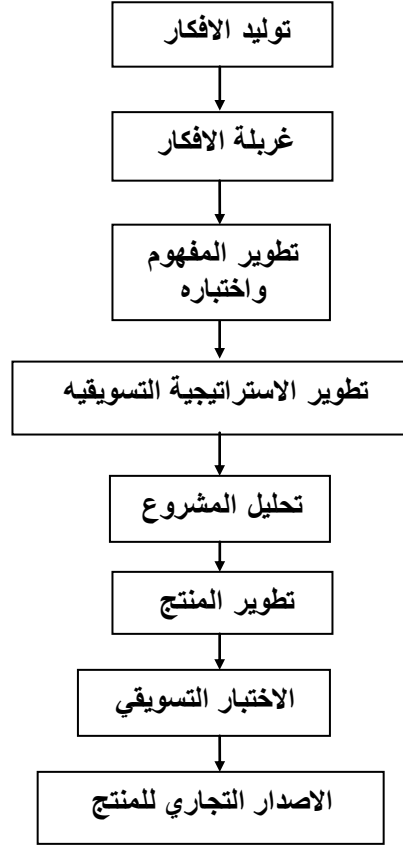 توليد الافكار
غربلة الافكار
تطوير المفهوم
واختباره
تطوير الاستراتيجية التسويقيه
تحليل المشروع
تطوير المنتج
الاختبار التسويقي
الاصدار التجاري للمنتج